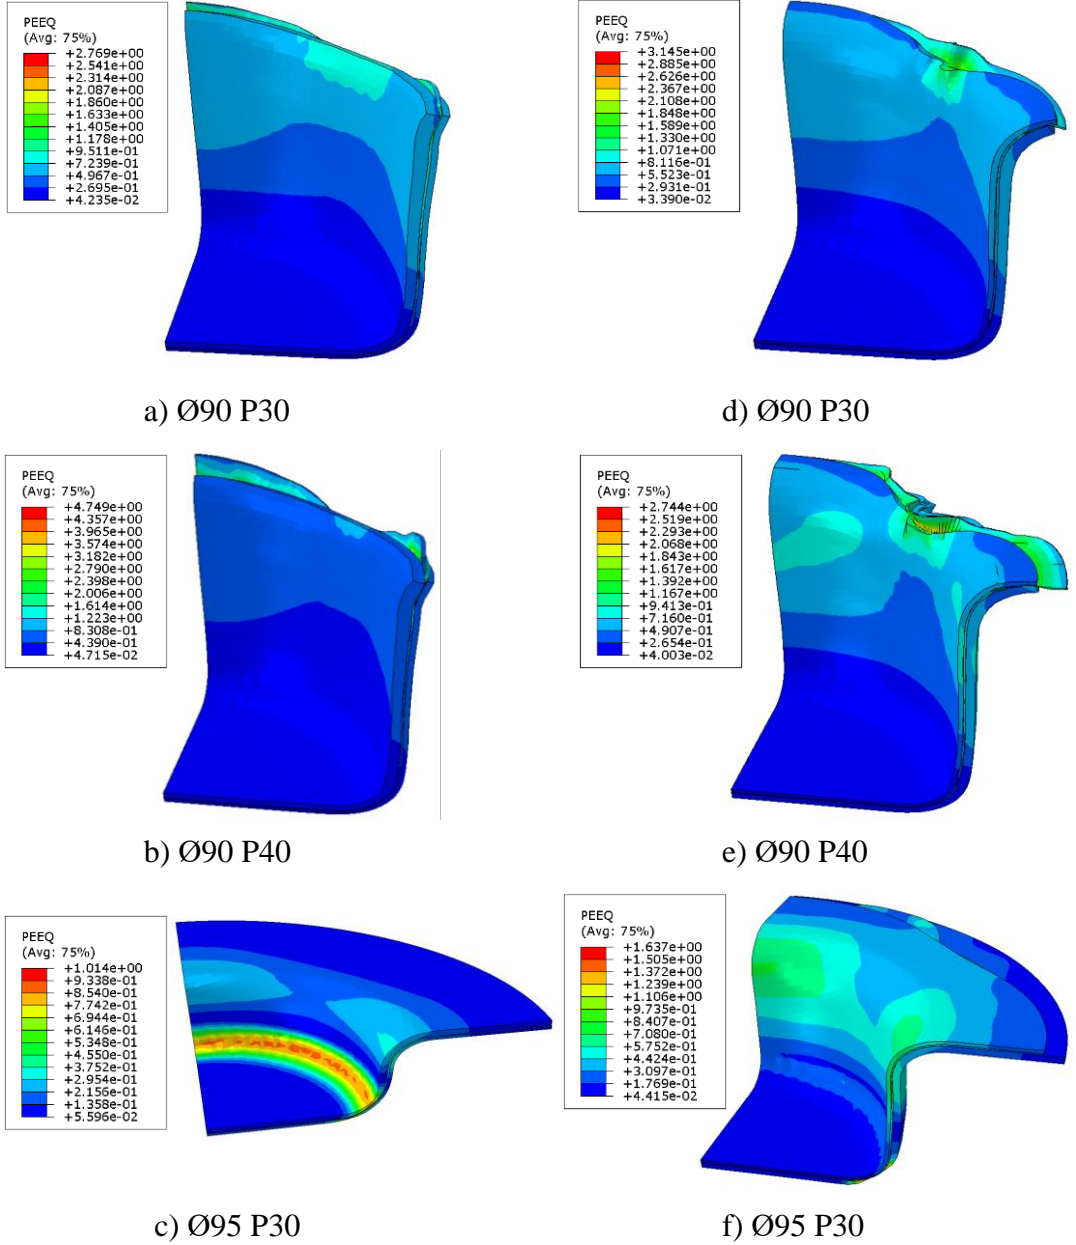 PEEQ
(Avg: 75%)
+2.769e+00
+2.541e+00
+2.314e+00
+2.087e+00
+1.860e+00
+1.633e+00
+1.405e+00
+1.178e+00
+9.511e-01
+7.239e-01
+4.967e-01
+2.695e-01
+4.235e-02
a) Ø90 P30
PEEQ
(Avg: 75%)
+3.145e+00
+2.885e+00
+2.626e+00
+2.367e+00
+2.108e+00
+1.848e+00
+1.589e+00
+1.330e+00
+1.071e+00
+8.116e-01
+5.523e-01
+2.931e-01
+3.390e-02
d) Ø90 P30
PEEQ
(Avg: 75%)
+4.749e+00
+4.357e+00
+3.965e+00
+3.574e+00
+3.182e+00
+2.790e+00
+2.398e+00
+2.006e+00
+1.614e+00
+1.223e+00
+8.308e-01
+4.390e-01
+4.715e-02
b) Ø90 P40
PEEQ
(Avg: 75%)
+2.744e+00
+2.519e+00
+2.293e+00
+2.068e+00
+1.843e+00
+1.617e+00
+1.392e+00
+1.167e+00
+9.413e-01
+7.160e-01
+4.907e-01
+2.654e-01
+4.003e-02
e) Ø90 P40
PEEQ
(Avg: 75%)
+1.014e+00
+9.338e-01
+8.540e-01
+7.742e-01
+6.944e-01
+6.146e-01
+5.348e-01
+4.550e-01
+3.752e-01
+2.954e-01
+2.156e-01
+1.358e-01
+5.596e-02
c) Ø95 P30
PEEQ
(Avg: 75%)
+1.637e+00
+1.505e+00
+1.372e+00
+1.239e+00
+1.106e+00
+9.735e-01
+8.407e-01
+7.080e-01
+5.752e-01
+4.424e-01
+3.097e-01
+1.769e-01
+4.415e-02
f) Ø95 P30